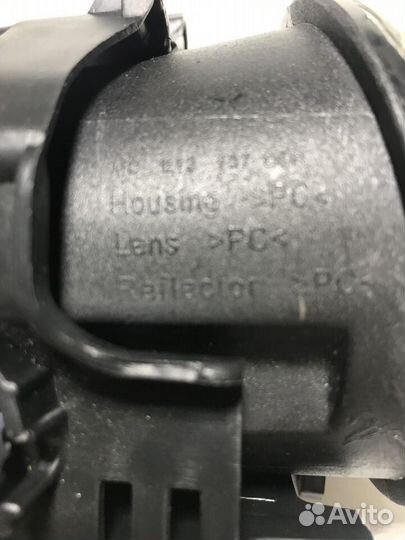 Housing >PC<
Lens >PC<
Reflector >PC<
Avito